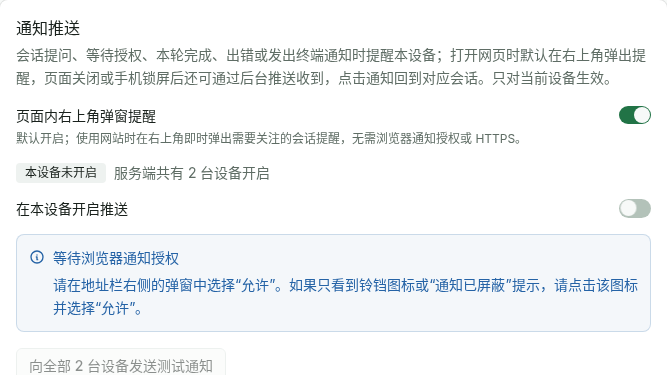 通知推送
会话提问、等待授权、本轮完成、出错或发出终端通知时提醒本设备；打开网页时默认在右上角弹出提
醒，页面关闭或手机锁屏后还可通过后台推送收到，点击通知回到对应会话。只对当前设备生效。
页面内右上角弹窗提醒
默认开启；使用网站时在右上角即时弹出需要关注的会话提醒，无需浏览器通知授权或 HTTPS。
本设备未开启 服务端共有 2 台设备开启
在本设备开启推送
等待浏览器通知授权
请在地址栏右侧的弹窗中选择“允许”。如果只看到铃铛图标或“通知已屏蔽”提示，请点击该图标
并选择“允许”。
向全部 2 台设备发送测试通知